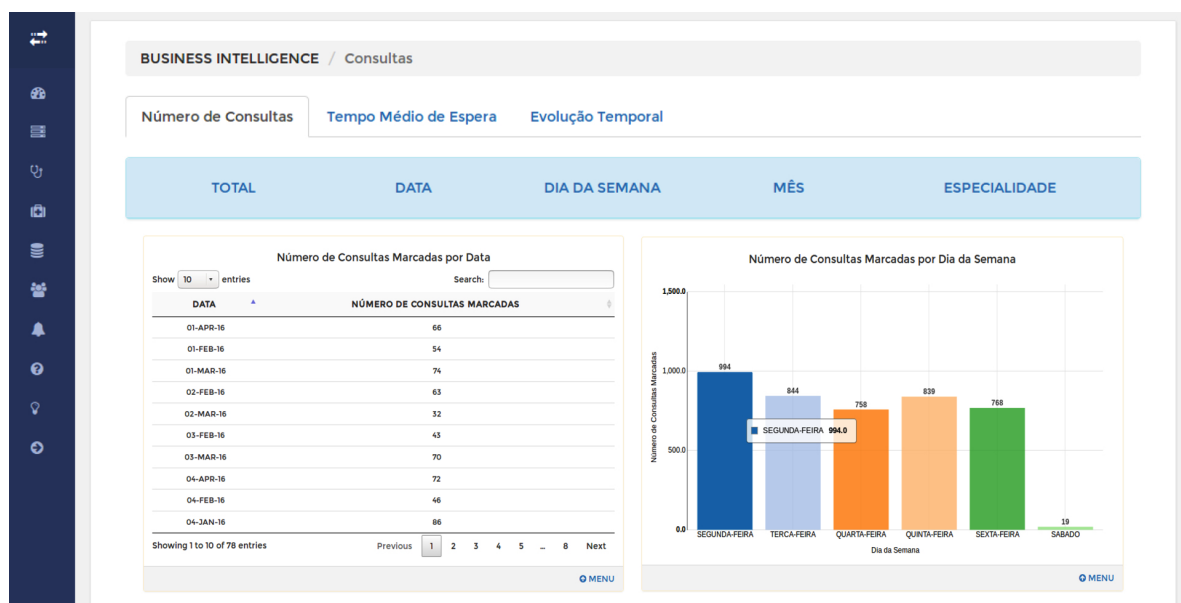 BUSINESS INTELLIGENCE / Consultas
Número de Consultas Tempo Médio de Espera Evolução Temporal
TOTAL DATA DIA DA SEMANA MÊS ESPECIALIDADE
Número de Consultas Marcadas por Data
Show 10 entries Search:
DATA NÚMERO DE CONSULTAS MARCADAS
01-APR-16 66
01-FEB-16 54
01-MAR-16 74
02-FEB-16 63
02-MAR-16 32
03-FEB-16 43
03-MAR-16 70
04-APR-16 72
04-FEB-16 46
04-JAN-16 86
Showing 1 to 10 of 78 entries Previous 1 2 3 4 5 … 8 Next
MENU
Número de Consultas Marcadas por Dia da Semana
Número de Consultas Marcadas
1,500.0
1,000.0
500.0
0.0
994
844
758
839
768
19
SEGUNDA-FEIRA 994.0
SEGUNDA-FEIRA TERCA-FEIRA QUARTA-FEIRA QUINTA-FEIRA SEXTA-FEIRA SABADO
Dia da Semana
MENU